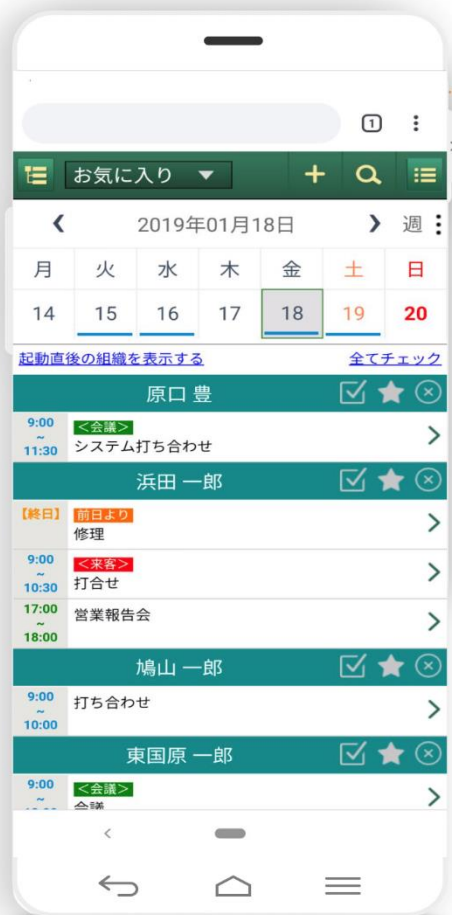 1
お気に入り
2019年01月18日
週
月 火 水 木 金 土 日
14 15 16 17 18 19 20
起動直後の組織を表示する 全てチェック
原口 豊
9:00
~
11:30
<会議>
システム打ち合わせ
浜田 一郎
【終日】
前日より
修理
9:00
~
10:30
<来客>
打合せ
17:00
~
18:00
営業報告会
鳩山 一郎
9:00
~
10:00
打ち合わせ
東国原 一郎
9:00
~
<会議>
会議